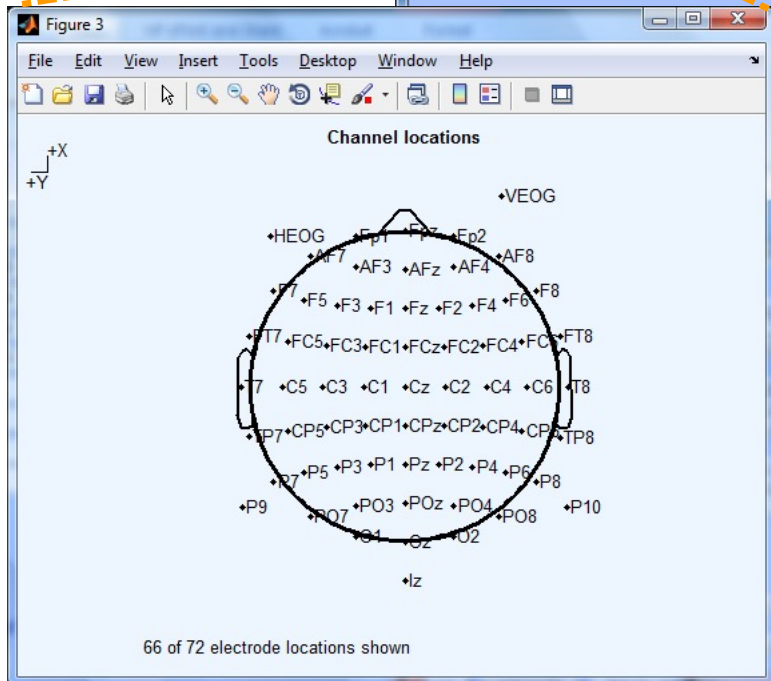 Figure 3
File Edit View Insert Tools Desktop Window Help
Channel locations
+X
+Y
VEOG
HEOG Fp1 Fpz Fp2
AF7 AF8
AF3 AFz AF4
F7 F5 F3 F1 Fz F2 F4 F6 F8
FT7 FC5 FC3 FC1 FCz FC2 FC4 FC6 FT8
T7 C5 C3 C1 Cz C2 C4 C6 T8
TP7 CP5 CP3 CP1 CPz CP2 CP4 CP6 TP8
P7 P5 P3 P1 Pz P2 P4 P6 P8
P9 PO7 PO3 POz PO4 PO8 P10
O1 Oz O2
Iz
66 of 72 electrode locations shown